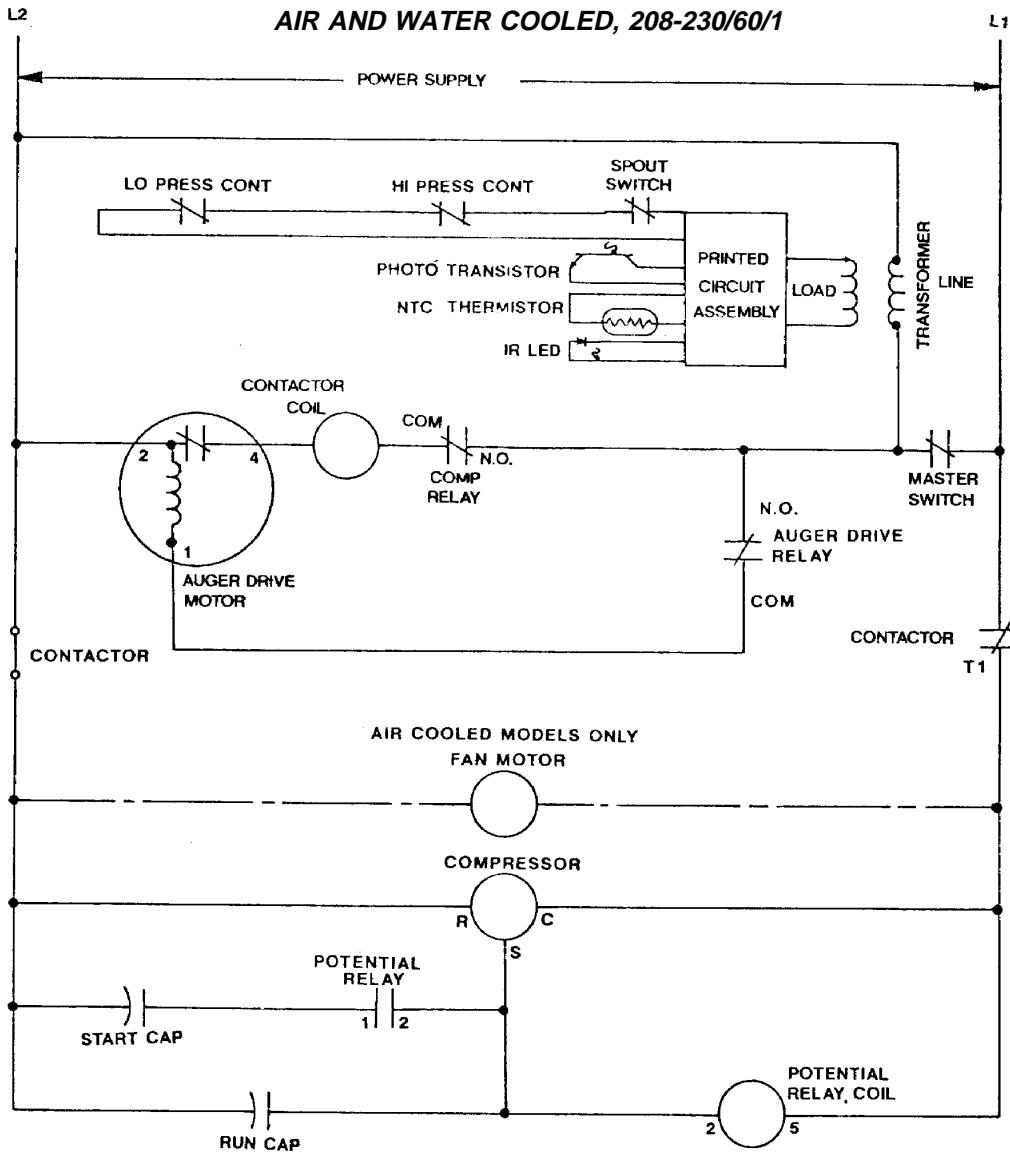 AIR AND WATER COOLED, 208-230/60/1
L2
L1
POWER SUPPLY
SPOUT
SWITCH
LO PRESS CONT
HI PRESS CONT
PHOTO TRANSISTOR
NTC THERMISTOR
IR LED
PRINTED
CIRCUIT
ASSEMBLY
LOAD
TRANSFORMER
LINE
CONTACTOR
COIL
COM
N.O.
COMP
RELAY
2
4
1
AUGER DRIVE
MOTOR
MASTER
SWITCH
N.O.
AUGER DRIVE
RELAY
COM
CONTACTOR
CONTACTOR
T1
AIR COOLED MODELS ONLY
FAN MOTOR
COMPRESSOR
R
C
S
POTENTIAL
RELAY
1
2
START CAP
POTENTIAL
RELAY, COIL
2
5
RUN CAP